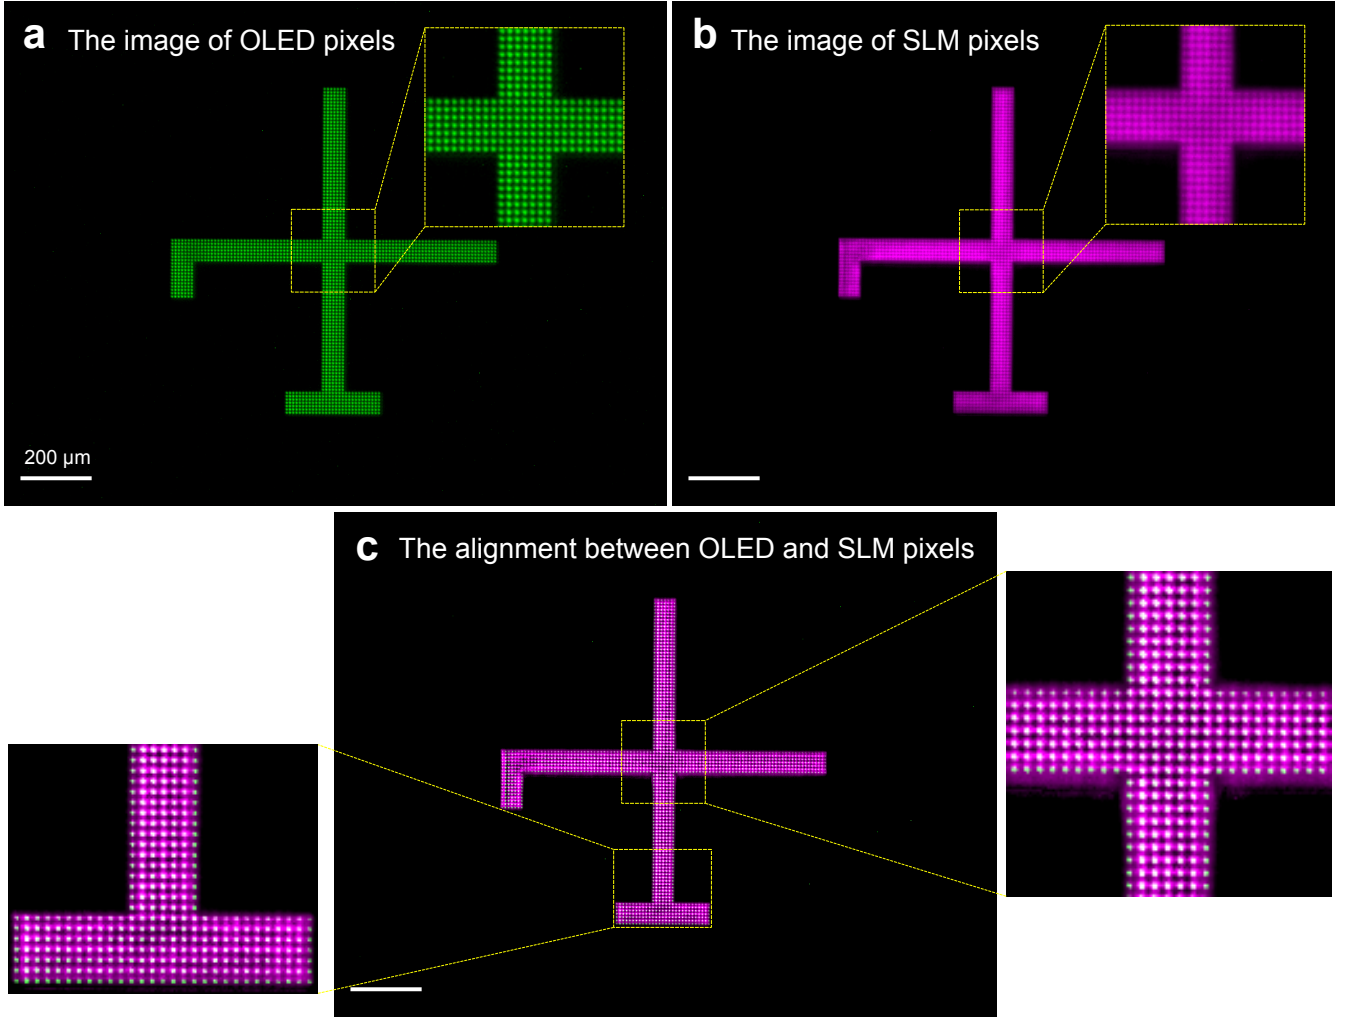 a The image of OLED pixels
b The image of SLM pixels
200 µm
c The alignment between OLED and SLM pixels